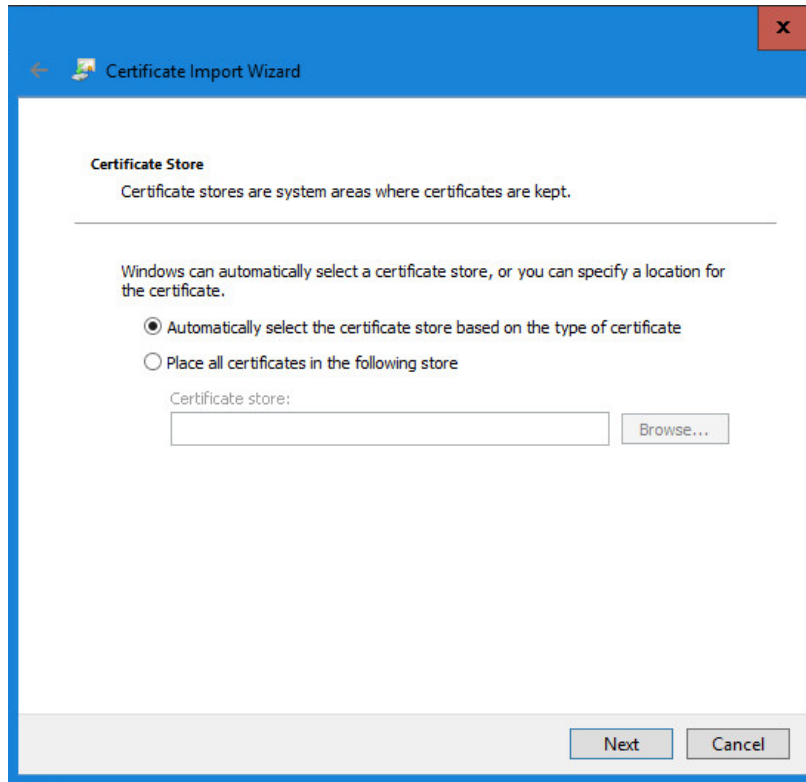 x
Certificate Import Wizard
Certificate Store
Certificate stores are system areas where certificates are kept.
Windows can automatically select a certificate store, or you can specify a location for
the certificate.
Automatically select the certificate store based on the type of certificate
Place all certificates in the following store
Certificate store:
Browse...
Next Cancel